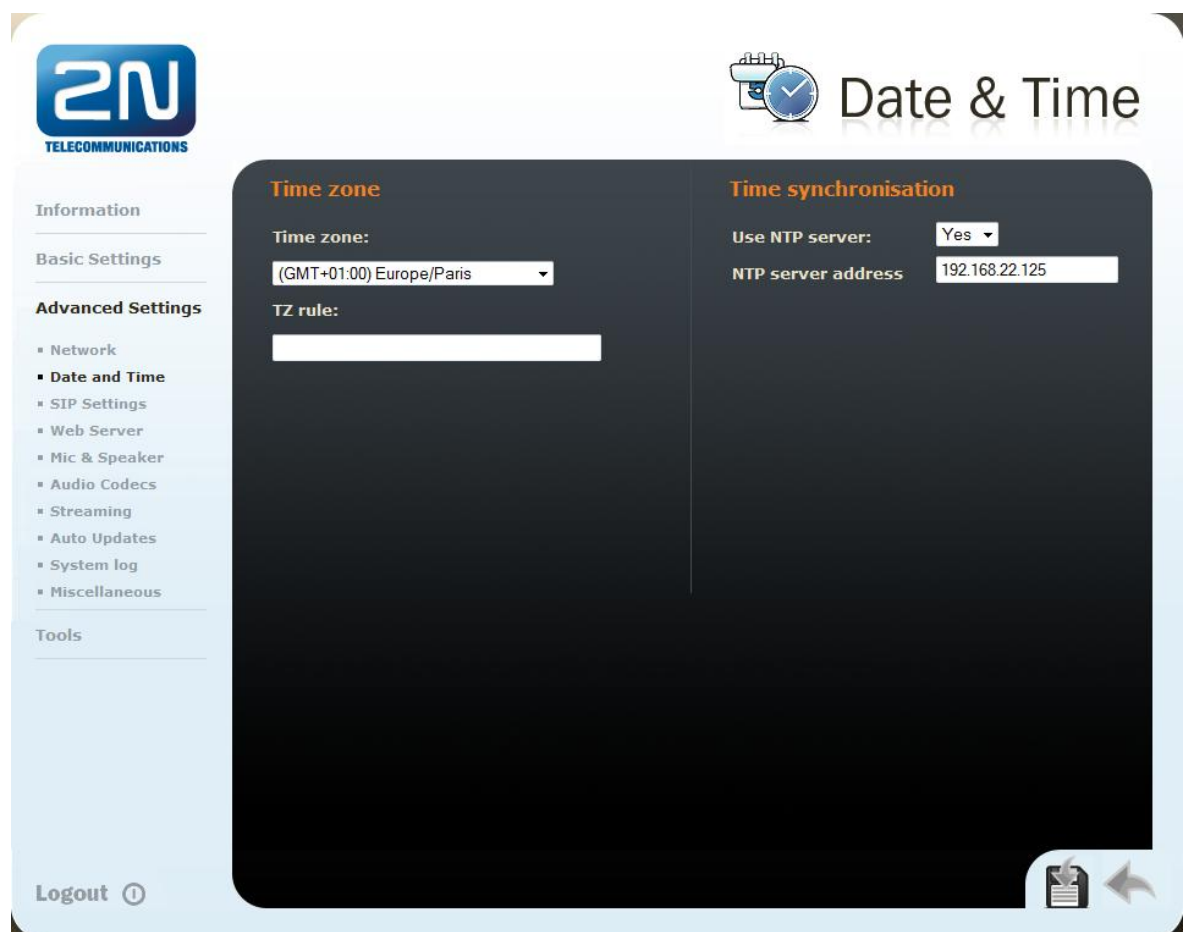 2N
TELECOMMUNICATIONS
Date & Time
Information
Basic Settings
Advanced Settings
Network
Date and Time
SIP Settings
Web Server
Mic & Speaker
Audio Codecs
Streaming
Auto Updates
System log
Miscellaneous
Tools
Logout
Time zone
Time zone:
(GMT+01:00) Europe/Paris
TZ rule:
Time synchronisation
Use NTP server: Yes
NTP server address 192.168.22.125